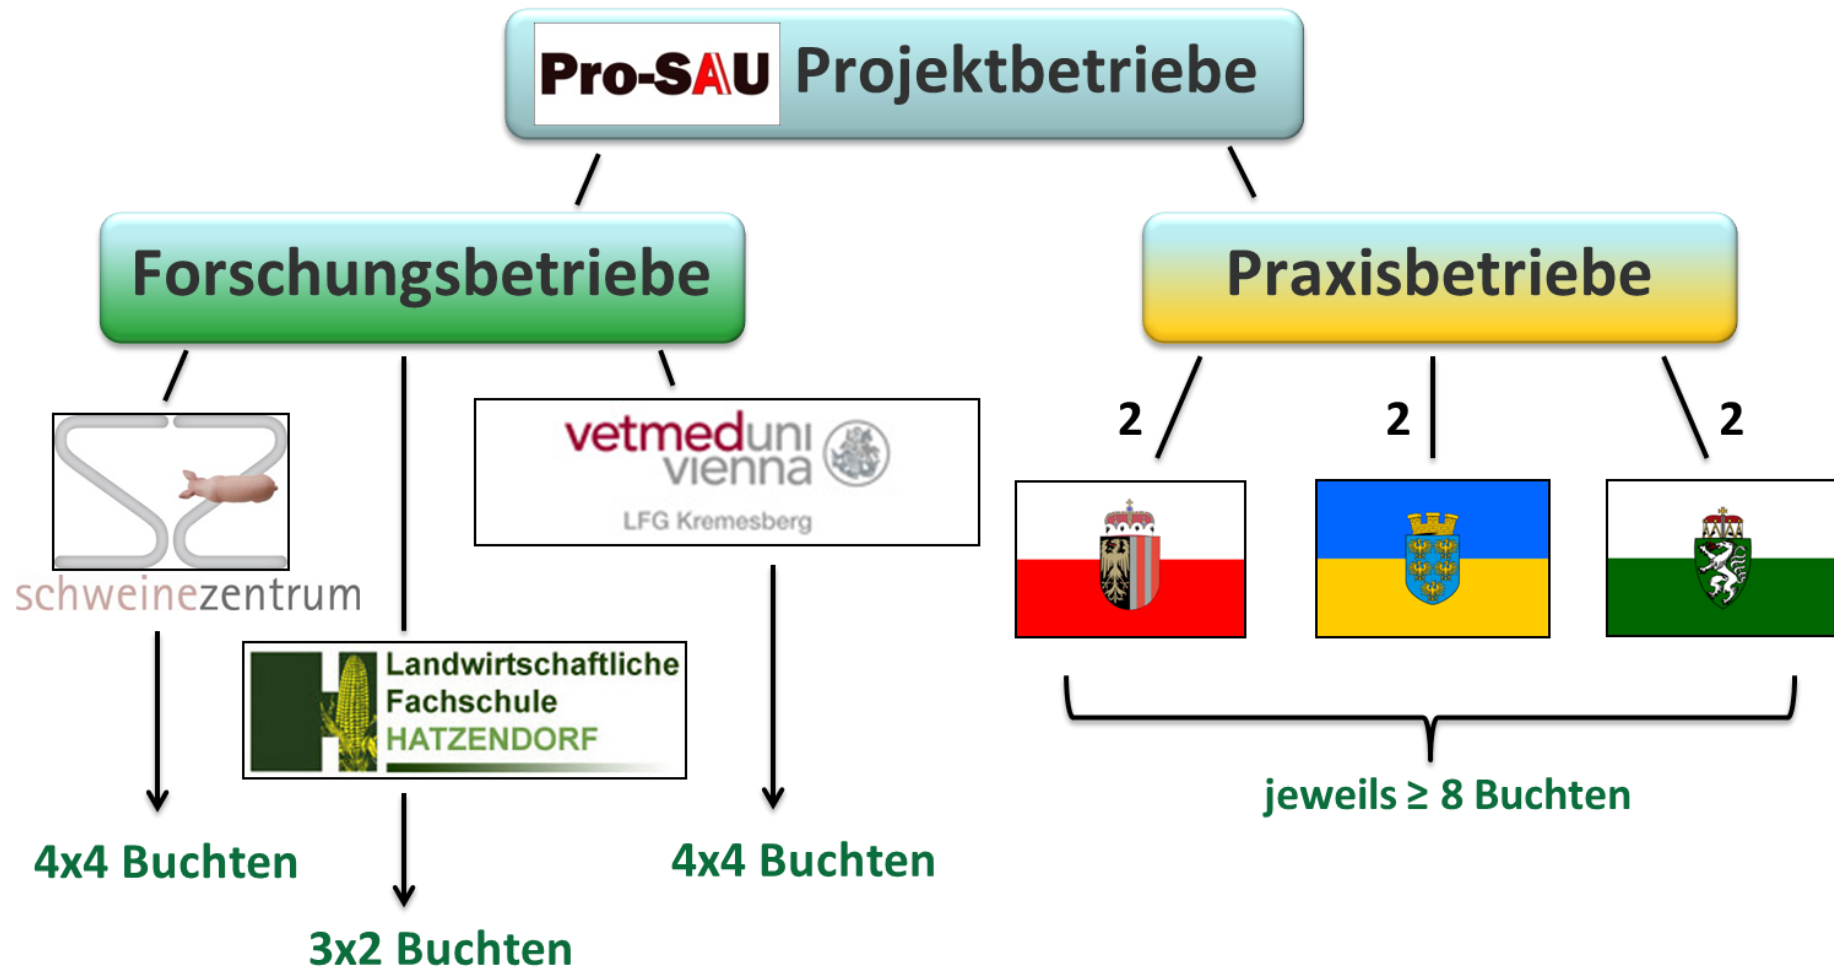 Pro-SAU Projektbetriebe
Forschungsbetriebe
Praxisbetriebe
2
2
2
vetmeduni
vienna
LFG Kremesberg
schweinezentrum
Landwirtschaftliche
Fachschule
HATZENDORF
jeweils ≥ 8 Buchten
4x4 Buchten
4x4 Buchten
3x2 Buchten